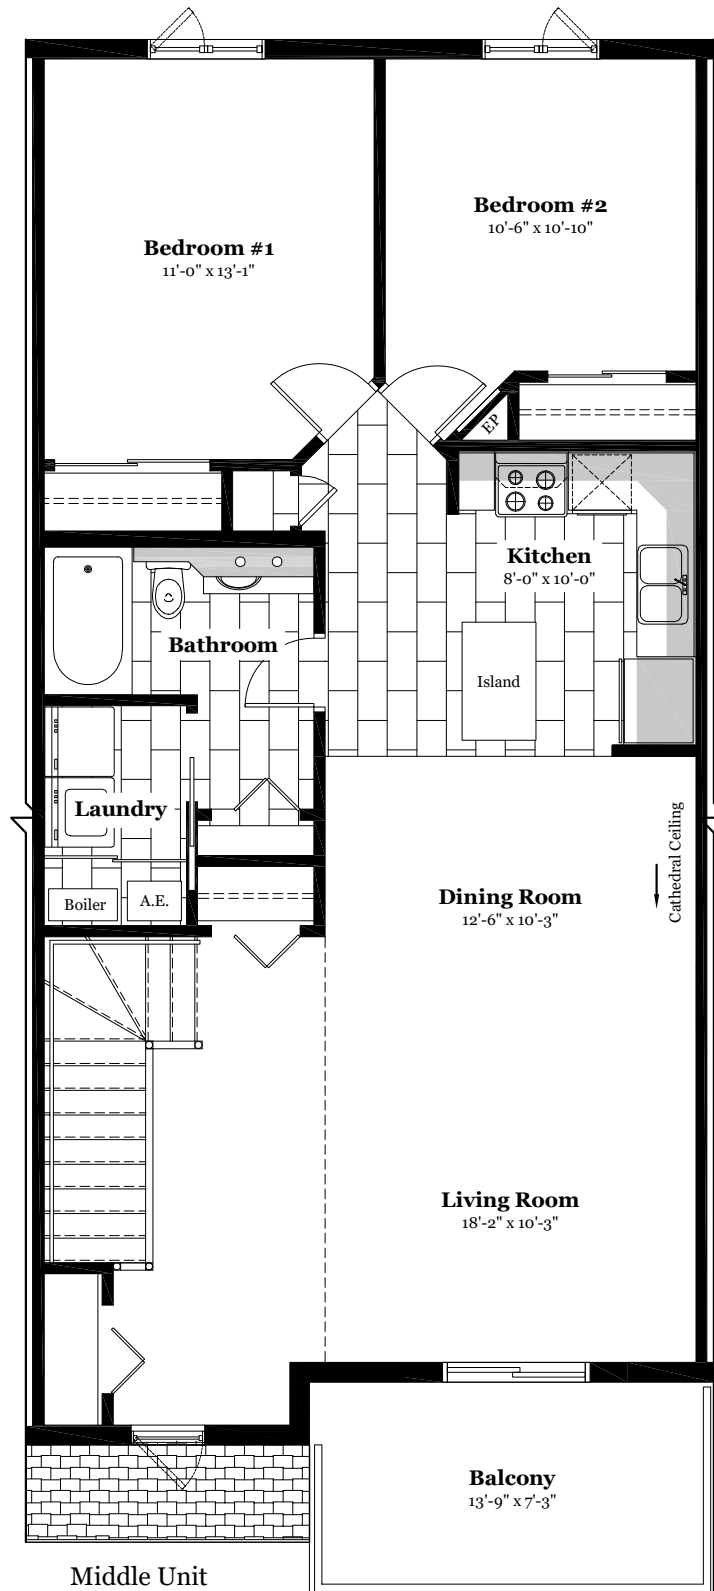 Bedroom #2
10'-6" x 10'-10"
Bedroom #1
11'-0" x 13'-1"
EP
Kitchen
8'-0" x 10'-0"
Bathroom
Island
Laundry
Cathedral Ceiling
Boiler
A.E.
Dining Room
12'-6" x 10'-3"
Living Room
18'-2" x 10'-3"
Balcony
13'-9" x 7'-3"
Middle Unit